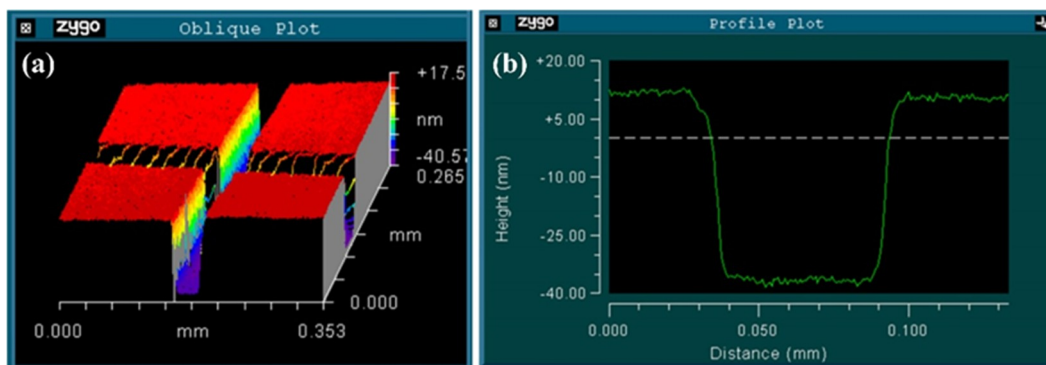 zygo Oblique Plot
(a)
+17.5
nm
-40.57
0.265
mm
0.000
0.000 mm 0.353
zygo Profile Plot
(b)
+20.00
+5.00
-10.00
-25.00
-40.00
Height (nm)
0.000 0.050 0.100
Distance (mm)